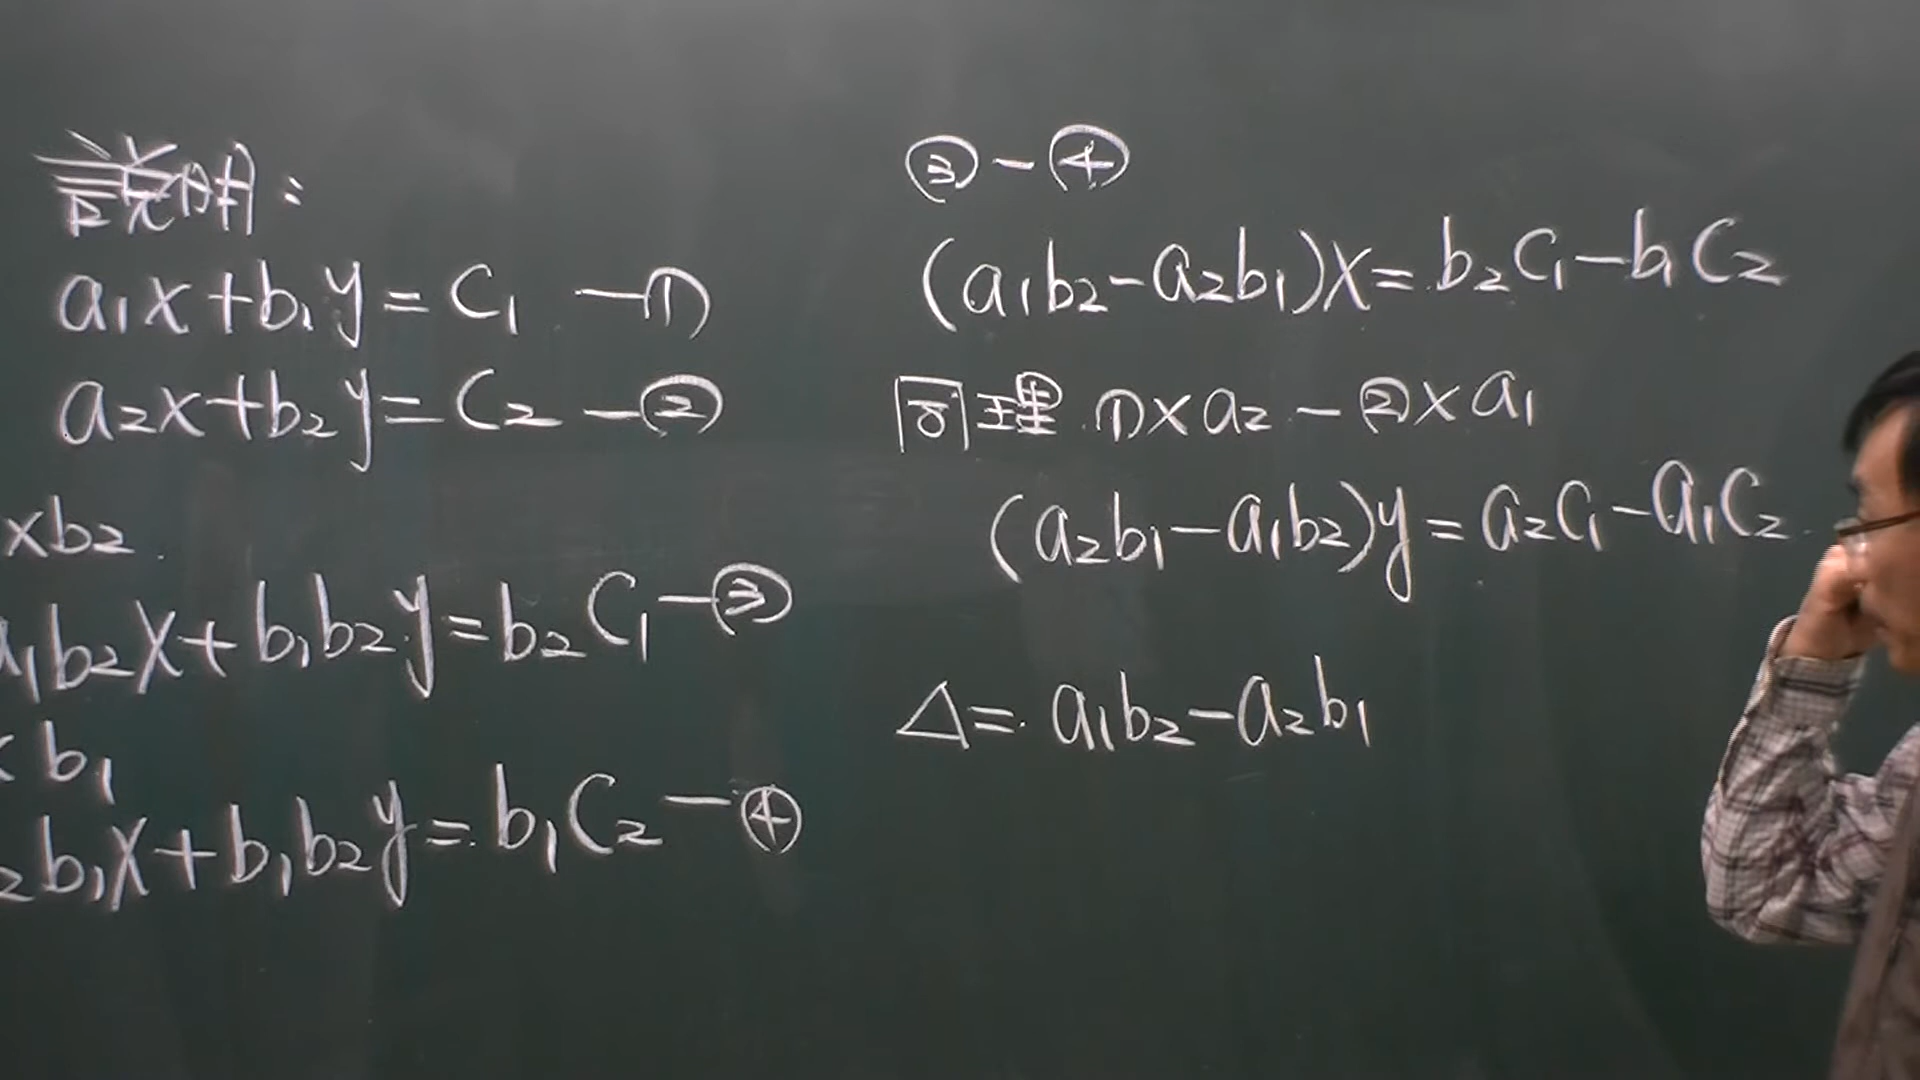 說明：
a₁x+b₁y=c₁ —①
a₂x+b₂y=c₂ —②
×b₂
a₁b₂x+b₁b₂y=b₂c₁—③
×b₁
₂b₁x+b₁b₂y=b₁c₂—④
③-④
(a₁b₂-a₂b₁)x=b₂c₁-b₁c₂
同理 ①×a₂-②×a₁
(a₂b₁-a₁b₂)y=a₂c₁-a₁c₂
△=a₁b₂-a₂b₁